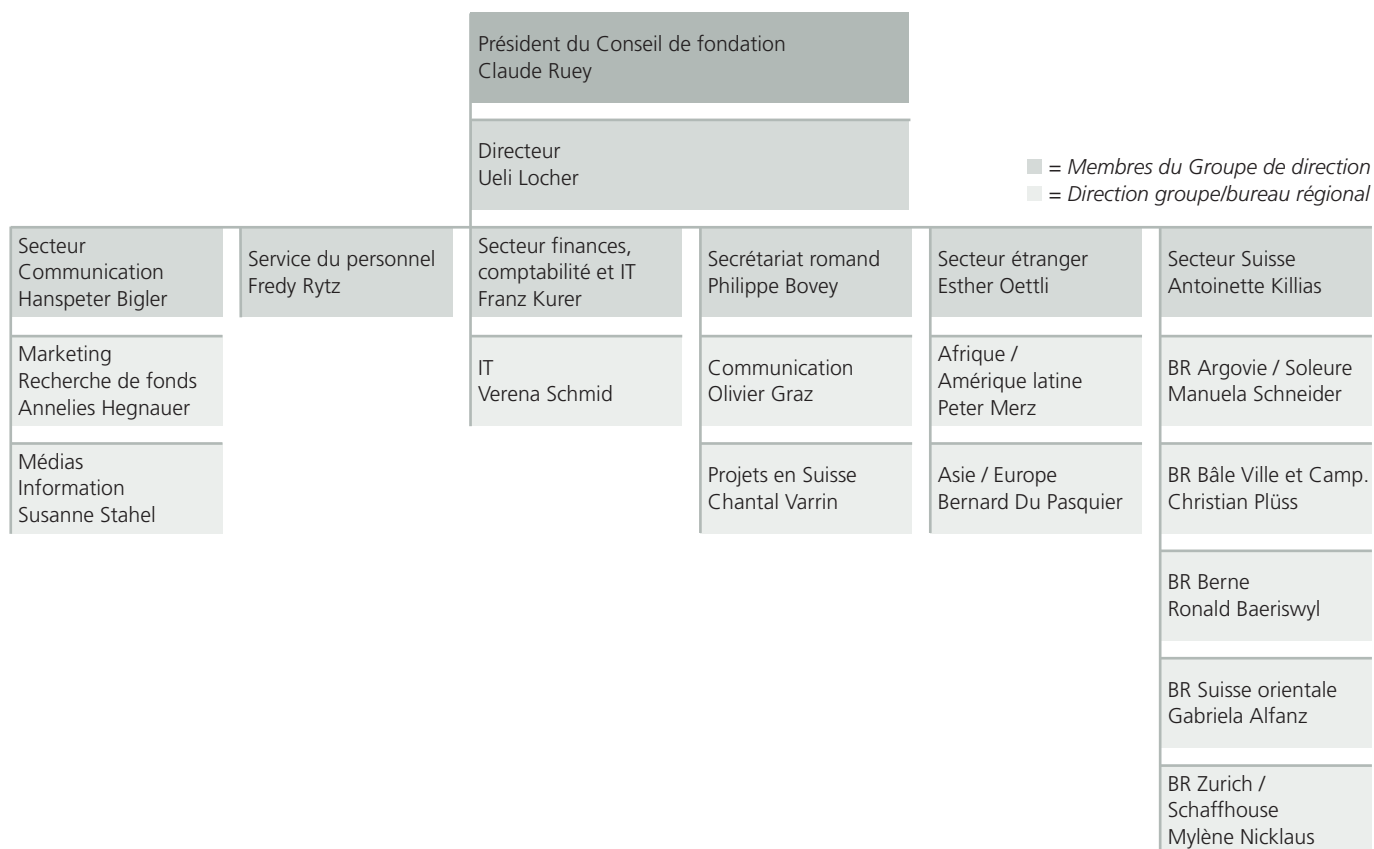 Président du Conseil de fondation
Claude Ruey
Directeur
Ueli Locher
= Membres du Groupe de direction
= Direction groupe/bureau régional
Secteur
Communication
Hanspeter Bigler
Service du personnel
Fredy Rytz
Secteur finances,
comptabilité et IT
Franz Kurer
Secrétariat romand
Philippe Bovey
Secteur étranger
Esther Oettli
Secteur Suisse
Antoinette Killias
Marketing
Recherche de fonds
Annelies Hegnauer
IT
Verena Schmid
Communication
Olivier Graz
Afrique /
Amérique latine
Peter Merz
BR Argovie / Soleure
Manuela Schneider
Médias
Information
Susanne Stahel
Projets en Suisse
Chantal Varrin
Asie / Europe
Bernard Du Pasquier
BR Bâle Ville et Camp.
Christian Plüss
BR Berne
Ronald Baeriswyl
BR Suisse orientale
Gabriela Alfanz
BR Zurich /
Schaffhouse
Mylène Nicklaus